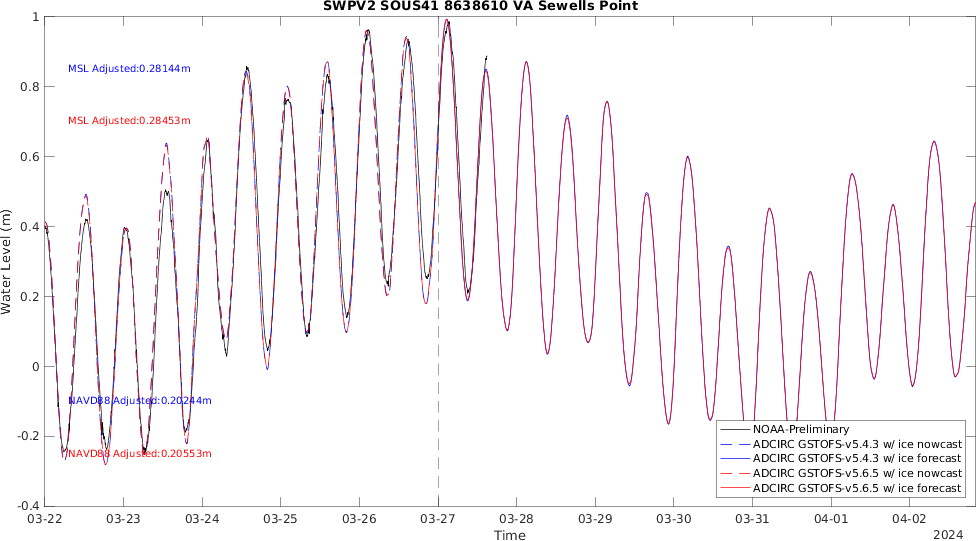 SWPV2 SOUS41 8638610 VA Sewells Point
1
0.8
0.6
0.4
0.2
0
-0.2
-0.4
Water Level (m)
MSL Adjusted:0.28144m
MSL Adjusted:0.28453m
NAVD88 Adjusted:0.20244m
NAVD88 Adjusted:0.20553m
NOAA-Preliminary
ADCIRC GSTOFS-v5.4.3 w/ ice nowcast
ADCIRC GSTOFS-v5.4.3 w/ ice forecast
ADCIRC GSTOFS-v5.6.5 w/ ice nowcast
ADCIRC GSTOFS-v5.6.5 w/ ice forecast
03-22 03-23 03-24 03-25 03-26 03-27 03-28 03-29 03-30 03-31 04-01 04-02
Time
2024